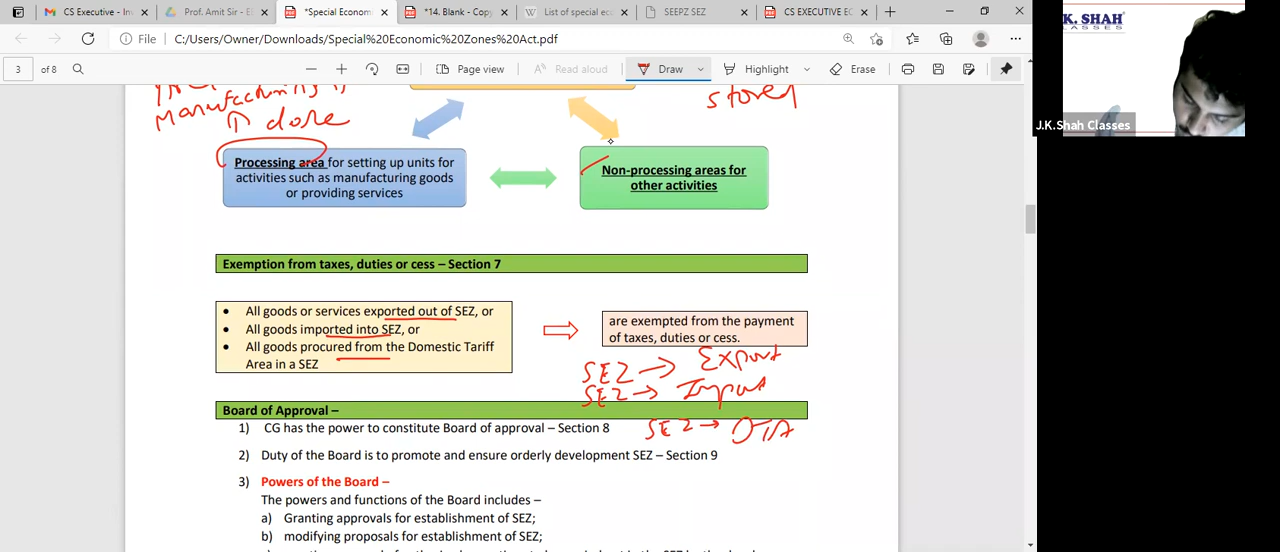 CS Executive - Inv
Prof. Amit Sir - EB
*Special Econom
*14. Blank - Copy
List of special eco
SEEPZ SEZ
CS EXECUTIVE EC
File
C:/Users/Owner/Downloads/Special%20Economic%20Zones%20Act.pdf
3 of 8
Page view
Read aloud
Draw
Highlight
Erase
K. SHAH
CLASSES
J.K.Shah Classes
Manufacturing is
done
stored
Processing area for setting up units for
activities such as manufacturing goods
or providing services
Non-processing areas for
other activities
Exemption from taxes, duties or cess – Section 7
• All goods or services exported out of SEZ, or
• All goods imported into SEZ, or
• All goods procured from the Domestic Tariff
Area in a SEZ
are exempted from the payment
of taxes, duties or cess.
SEZ → Export
SEZ → Import
SEZ → DTA
Board of Approval –
1) CG has the power to constitute Board of approval – Section 8
2) Duty of the Board is to promote and ensure orderly development SEZ – Section 9
3) Powers of the Board –
The powers and functions of the Board includes –
a) Granting approvals for establishment of SEZ;
b) modifying proposals for establishment of SEZ;